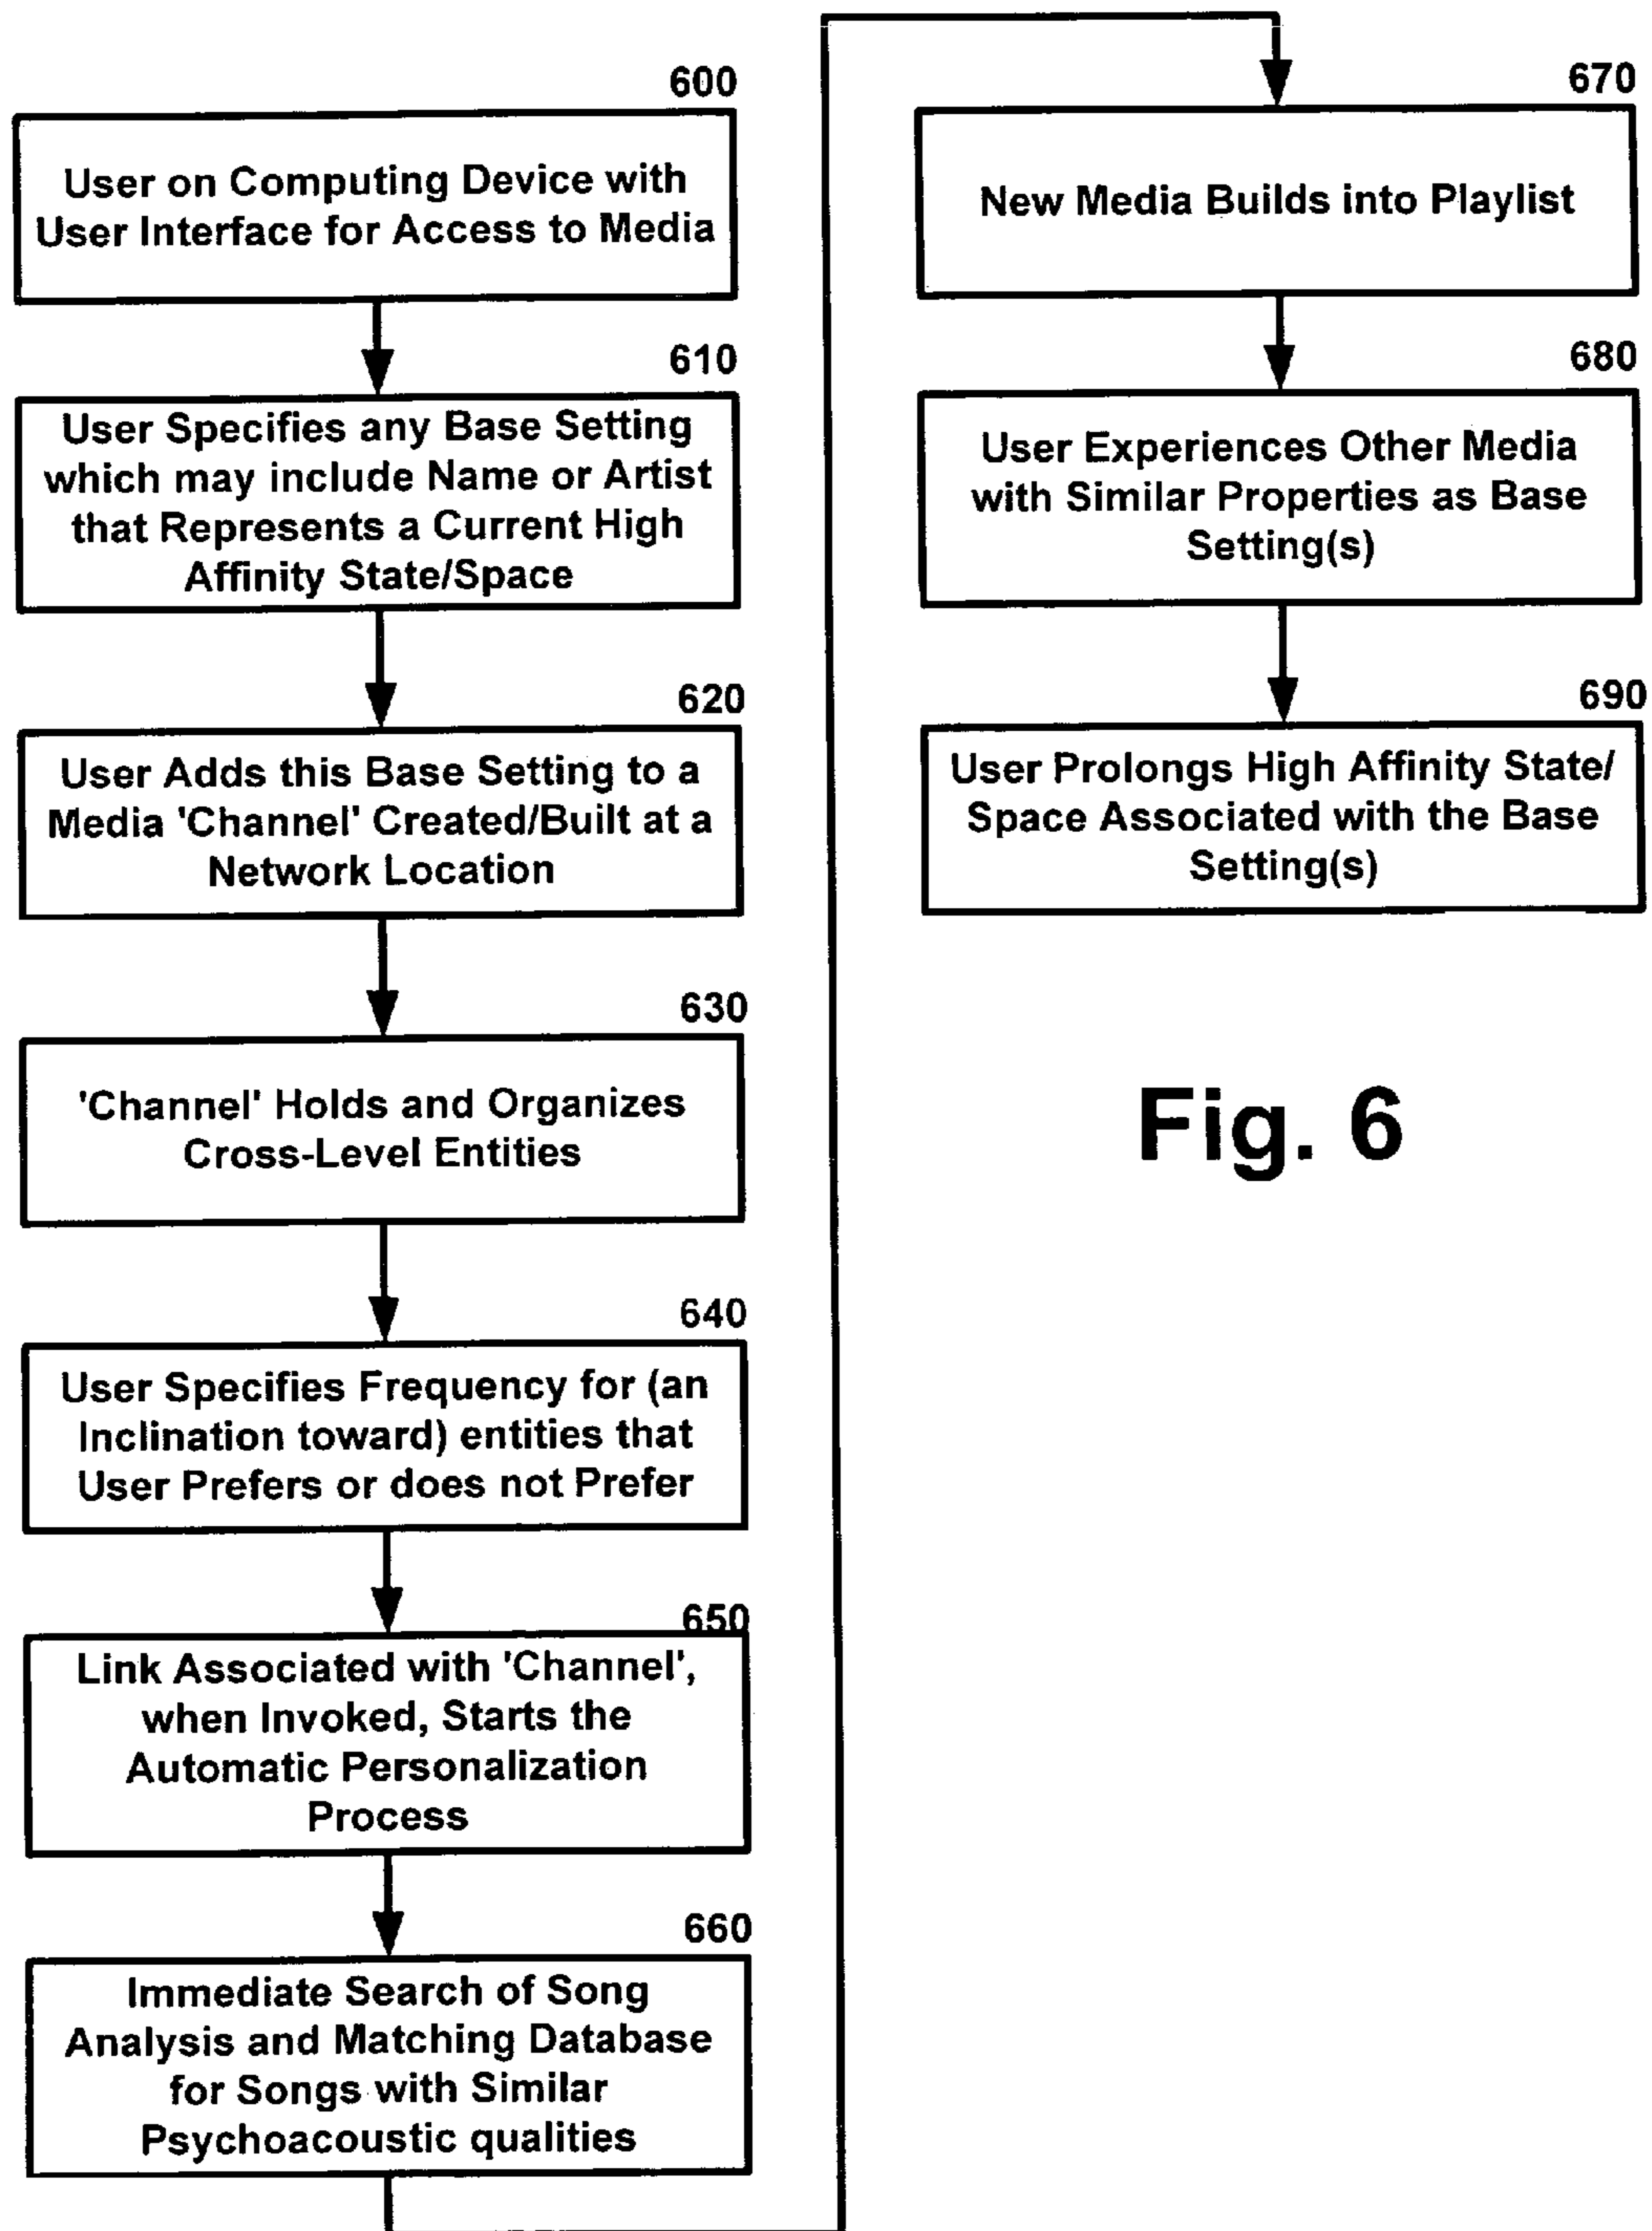 600
User on Computing Device with
User Interface for Access to Media
610
User Specifies any Base Setting
which may include Name or Artist
that Represents a Current High
Affinity State/Space
620
User Adds this Base Setting to a
Media 'Channel' Created/Built at a
Network Location
630
'Channel' Holds and Organizes
Cross-Level Entities
640
User Specifies Frequency for (an
Inclination toward) entities that
User Prefers or does not Prefer
650
Link Associated with 'Channel',
when Invoked, Starts the
Automatic Personalization
Process
660
Immediate Search of Song
Analysis and Matching Database
for Songs with Similar
Psychoacoustic qualities
670
New Media Builds into Playlist
680
User Experiences Other Media
with Similar Properties as Base
Setting(s)
690
User Prolongs High Affinity State/
Space Associated with the Base
Setting(s)
Fig. 6